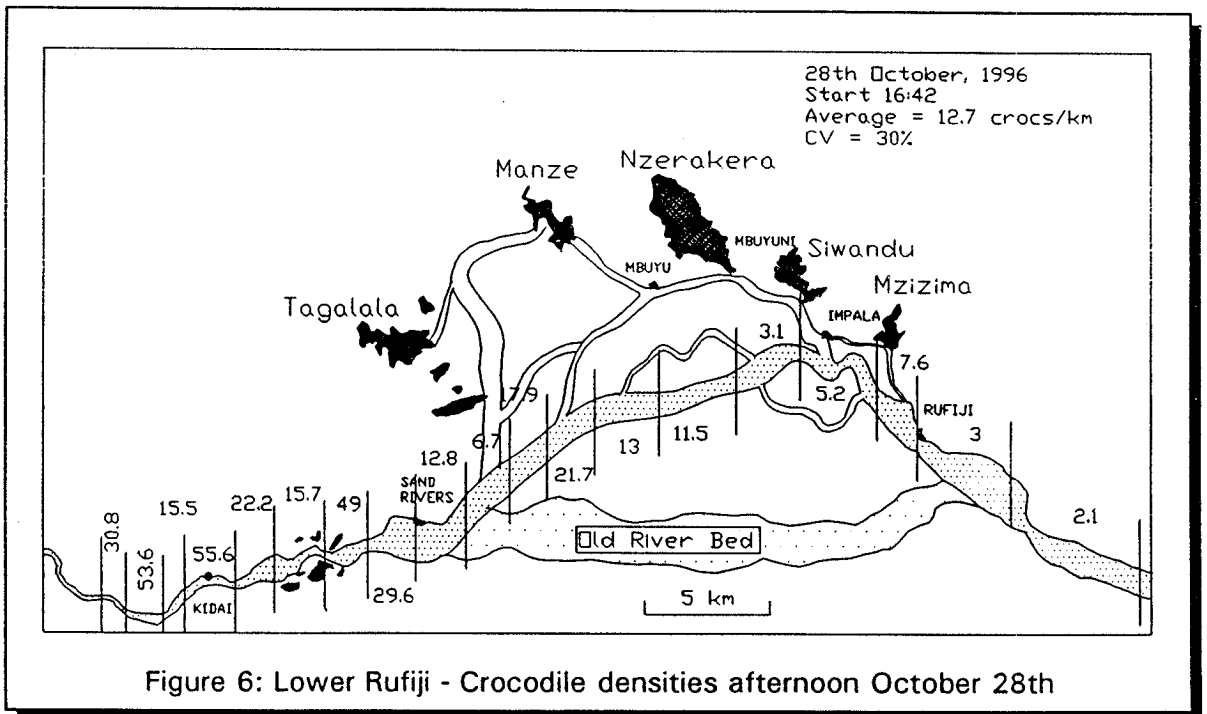 28th October, 1996
Start 16:42
Average = 12.7 crocs/km
CV = 30%
Manze
Nzerakera
MBUYUNI
Siwandu
MBUYU
Mzizima
Tagalala
IMPALA
3.1
7.6
17.9
5.2
RUFIJI
6.7
13
11.5
3
12.8
21.7
SAND
RIVERS
15.5
22.2
15.7
49
30.8
2.1
Old River Bed
55.6
53.6
KIDAI
29.6
5 km
Figure 6: Lower Rufiji - Crocodile densities afternoon October 28th